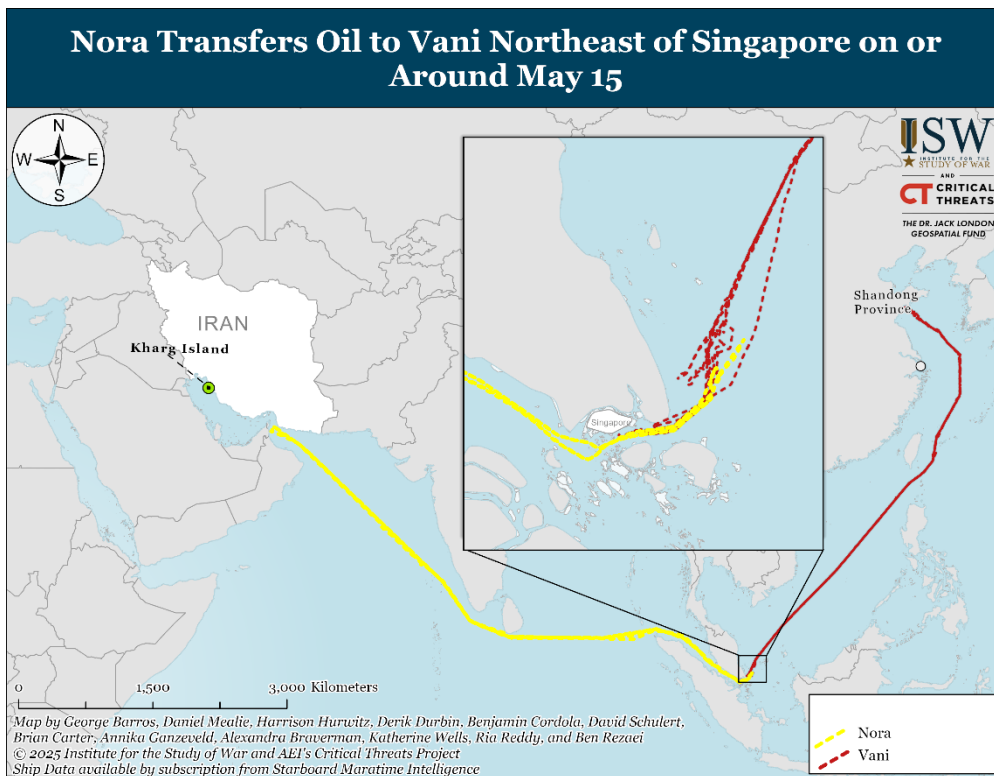 Nora Transfers Oil to Vani Northeast of Singapore on or
Around May 15
N
W
E
S
ISW
INSTITUTE FOR THE
STUDY OF WAR
AND
CT CRITICAL
THREATS
THE DR. JACK LONDON
GEOSPATIAL FUND
Shandong
Province
IRAN
Kharg Island
Singapore
0
1,500
3,000 Kilometers
Nora
Vani
Map by George Barros, Daniel Mealie, Harrison Hurwitz, Derik Durbin, Benjamin Cordola, David Schulert,
Brian Carter, Annika Ganzeveld, Alexandra Braverman, Katherine Wells, Ria Reddy, and Ben Rezaei
© 2025 Institute for the Study of War and AEI's Critical Threats Project
Ship Data available by subscription from Starboard Maratime Intelligence